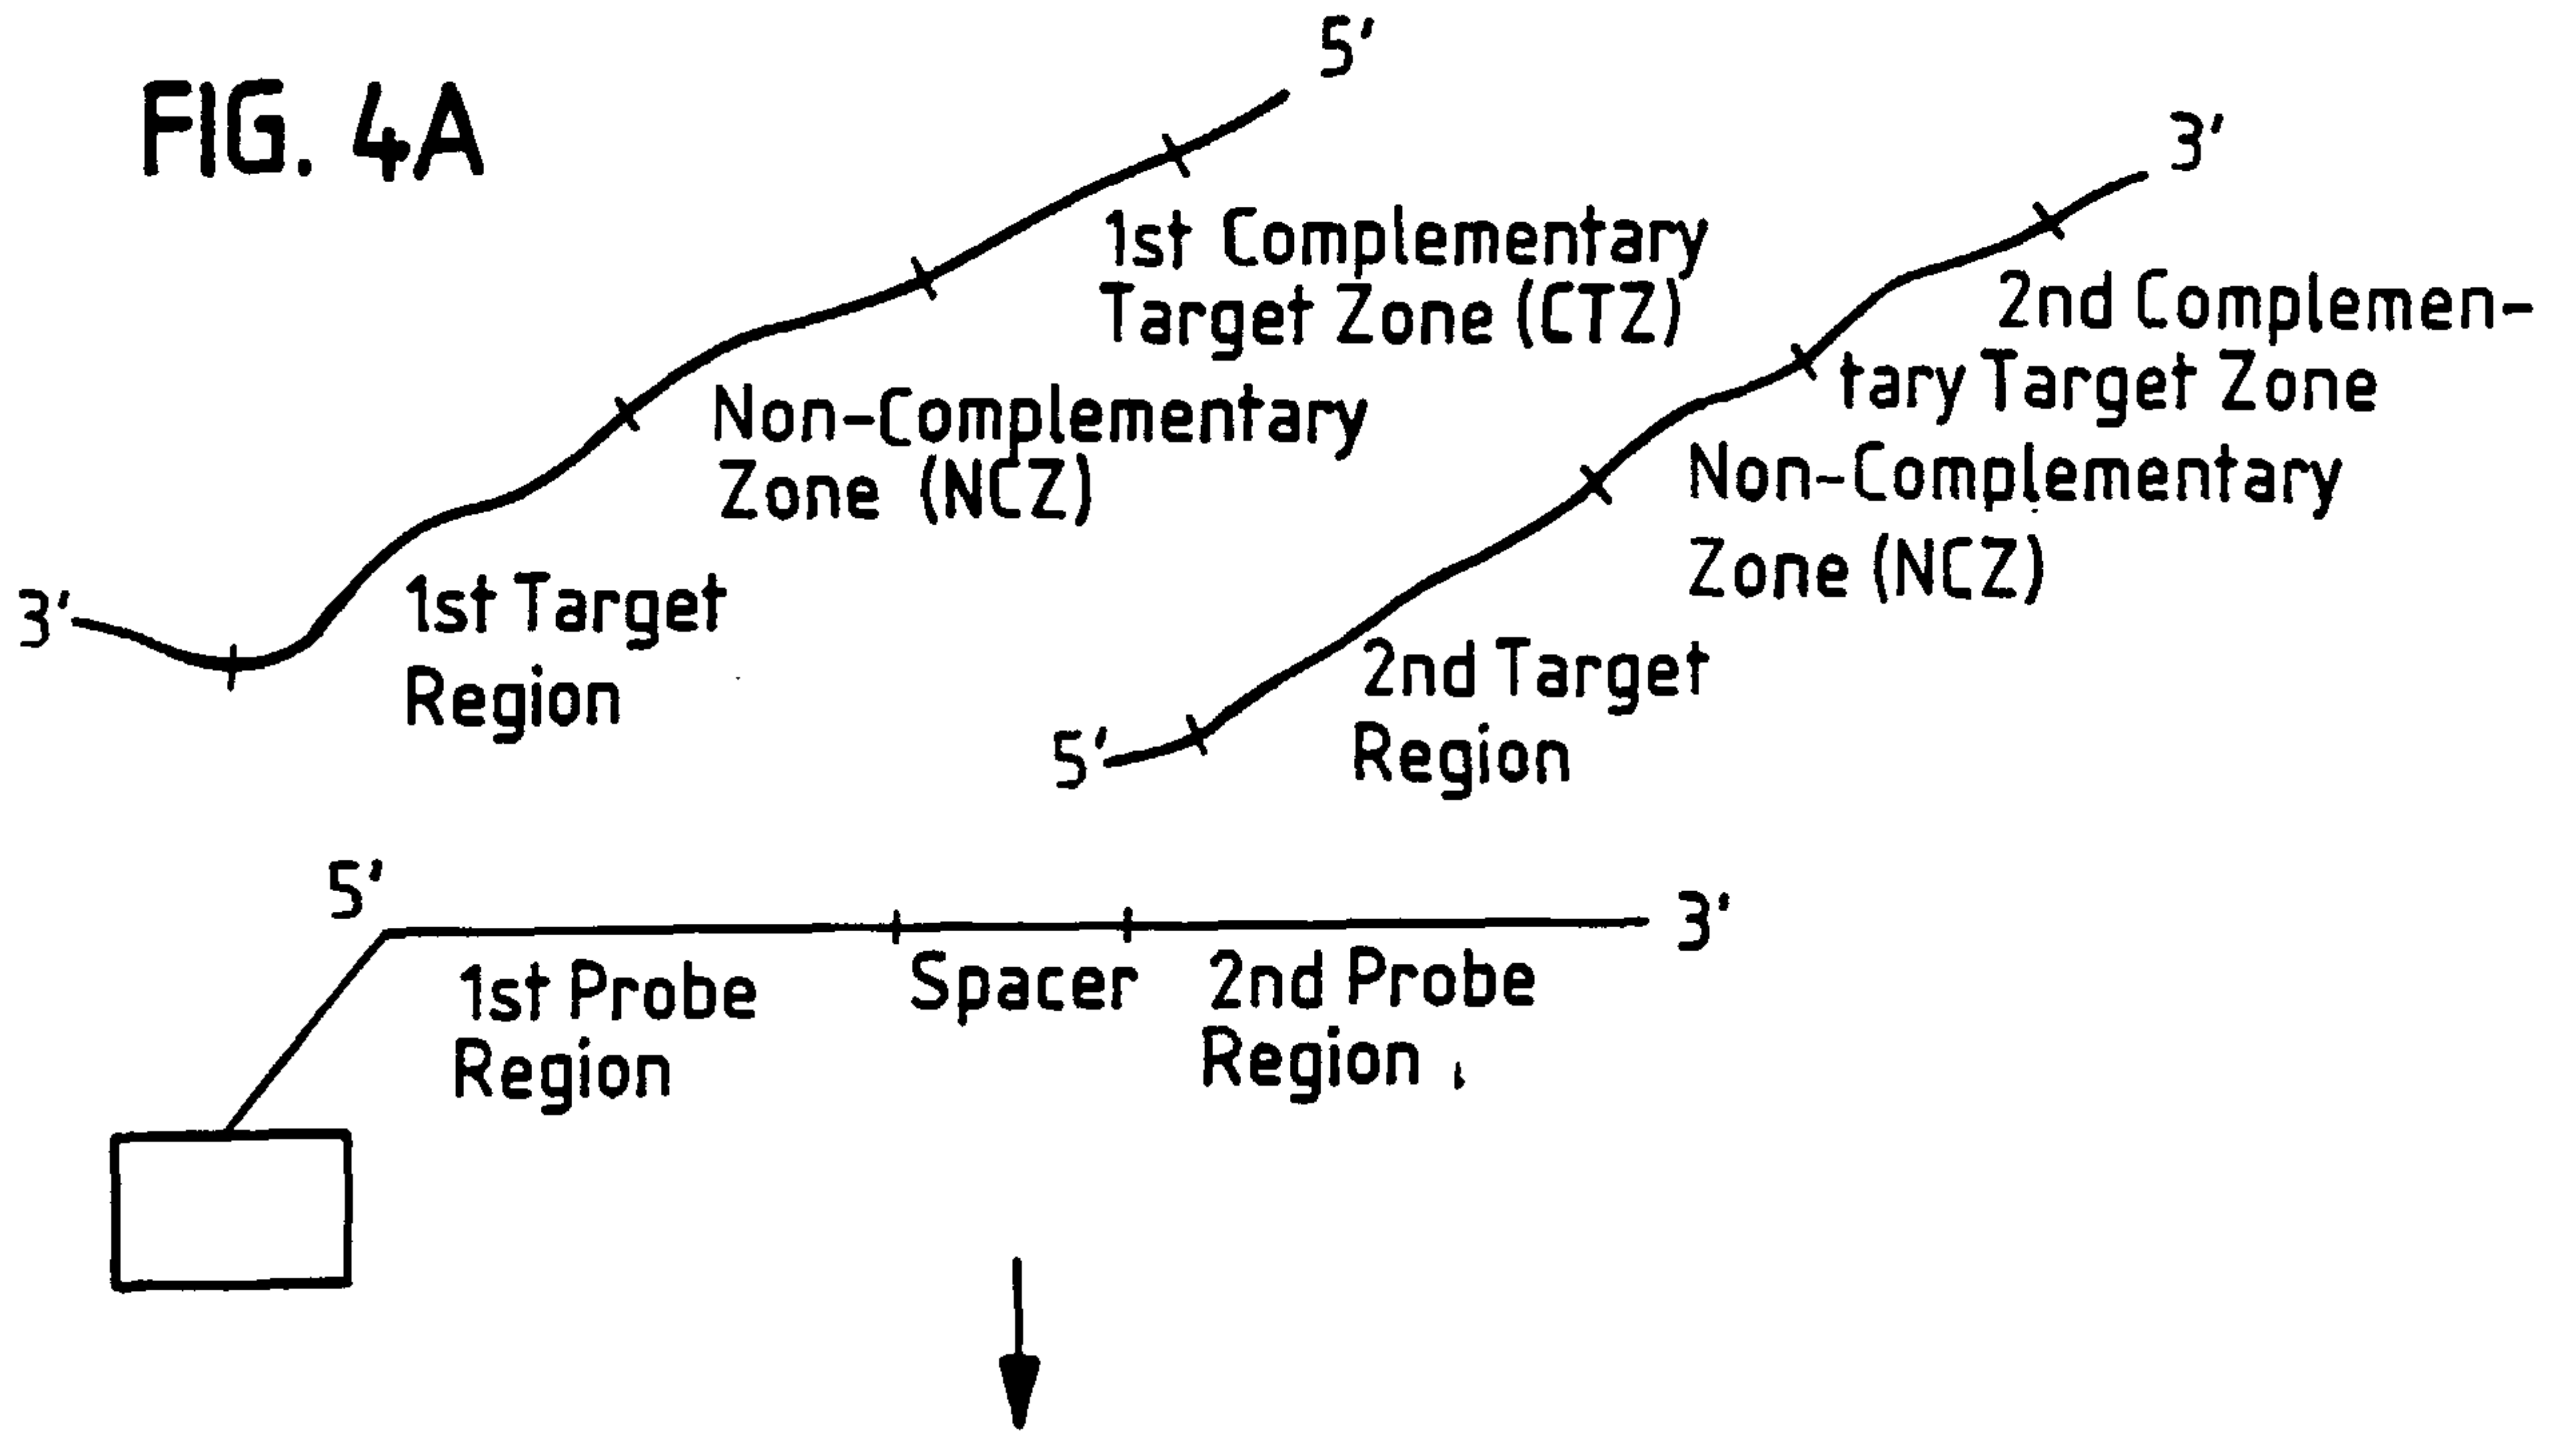 FIG. 4A
5'
3'
1st Complementary
Target Zone (CTZ)
2nd Complemen-
tary Target Zone
Non-Complementary
Zone (NCZ)
Non-Complementary
Zone (NCZ)
3'
1st Target
Region
2nd Target
Region
5'
5'
3'
1st Probe
Region
Spacer
2nd Probe
Region